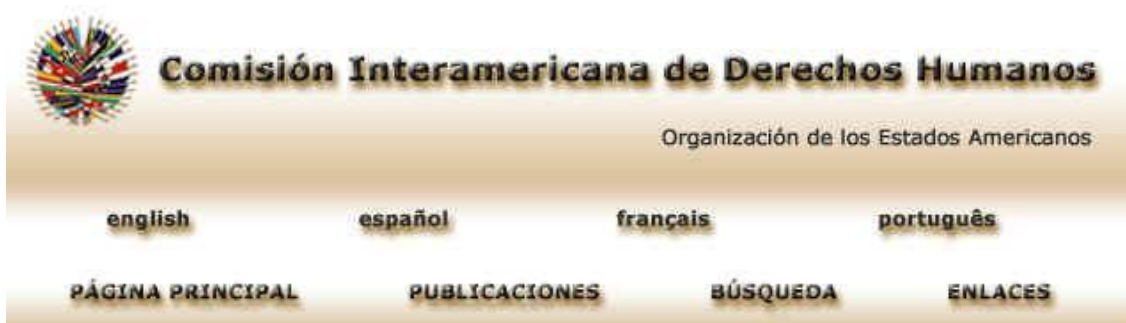 Comisión Interamericana de Derechos Humanos
Organización de los Estados Americanos
english español français português
PÁGINA PRINCIPAL PUBLICACIONES BÚSQUEDA ENLACES